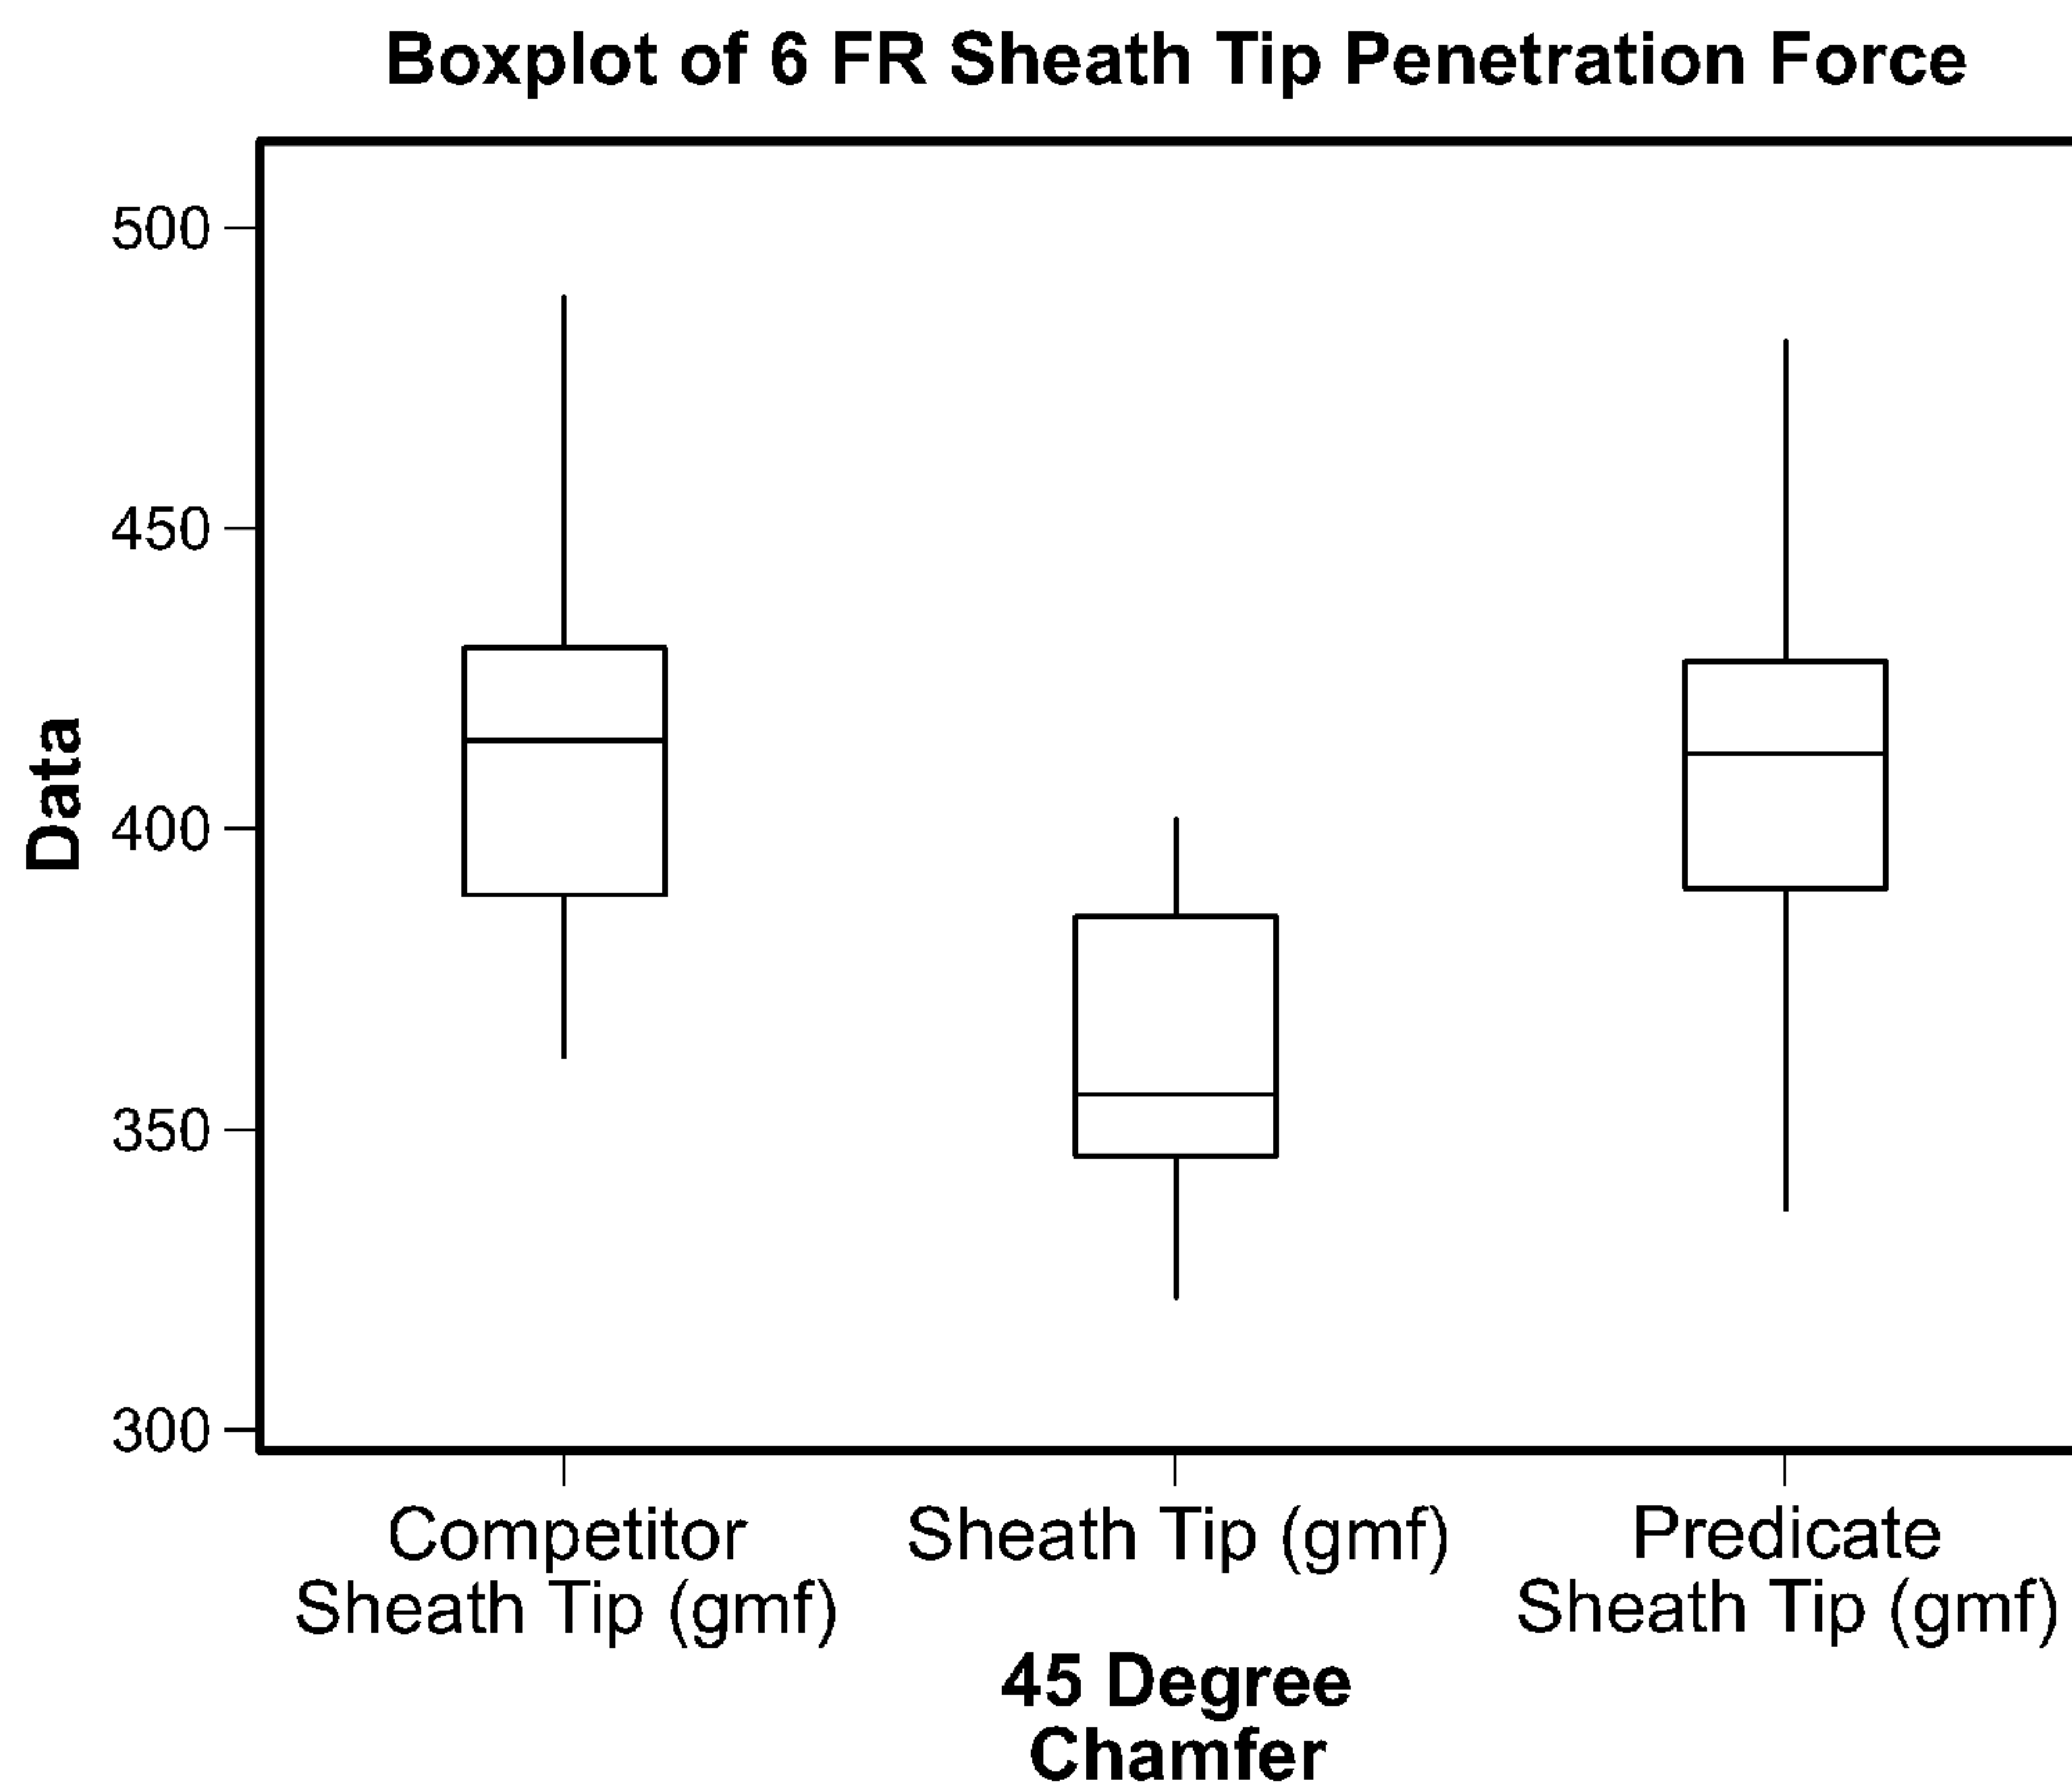 Boxplot of 6 FR Sheath Tip Penetration Force
500
450
400
350
300
Data
Competitor
Sheath Tip (gmf)
Sheath Tip (gmf)
Predicate
Sheath Tip (gmf)
45 Degree
Chamfer